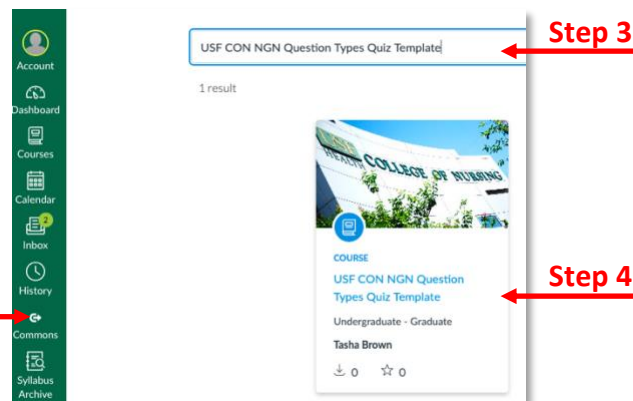 Account
Dashboard
Courses
Calendar
2
Inbox
History
Commons
Syllabus
Archive
USF CON NGN Question Types Quiz Template
Step 3
1 result
HEALTH
COLLEGE OF NURSING
COURSE
USF CON NGN Question
Types Quiz Template
Step 4
Undergraduate - Graduate
Tasha Brown
0
0